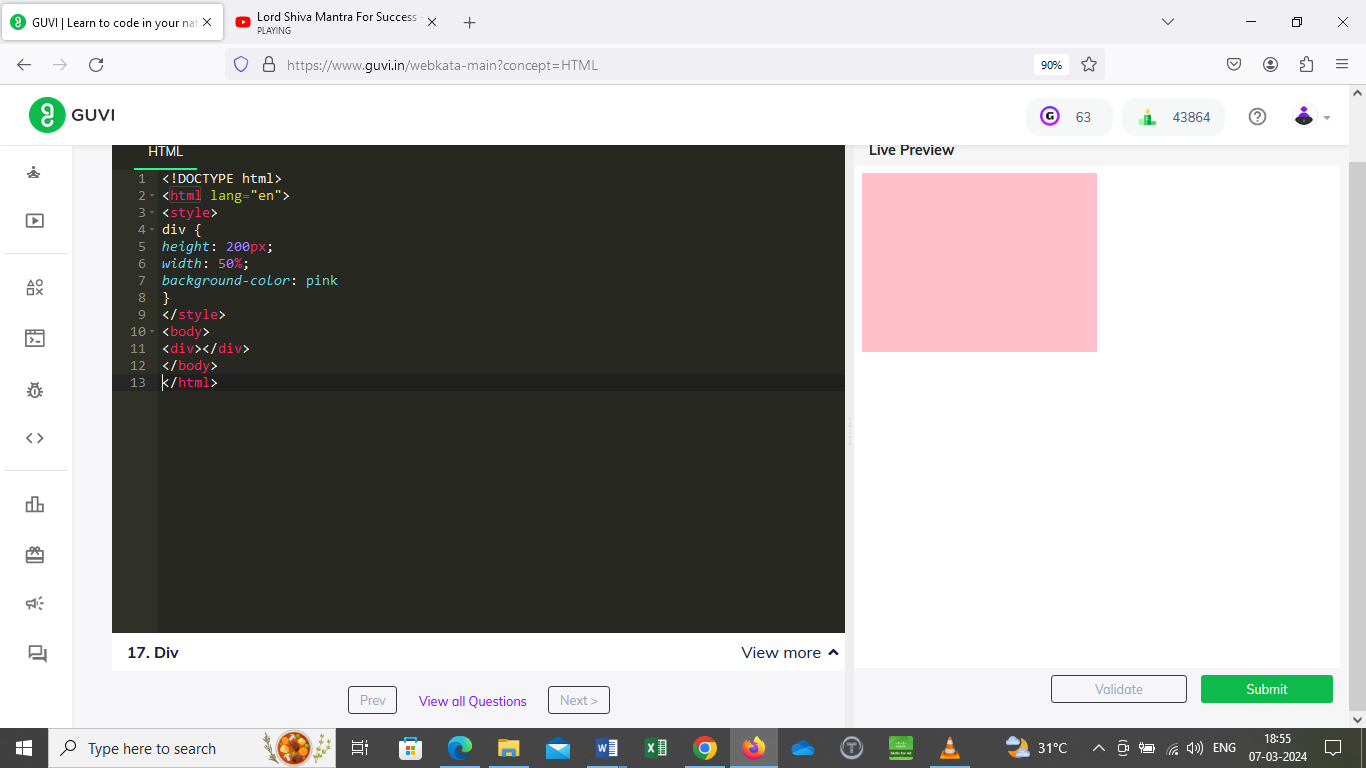 GUVI | Learn to code in your nat
Lord Shiva Mantra For Success -
PLAYING
https://www.guvi.in/webkata-main?concept=HTML
90%
GUVI
G
63
43864
HTML
Live Preview
1 <!DOCTYPE html>
2 <html lang="en">
3 <style>
4 div {
5 height: 200px;
6 width: 50%;
7 background-color: pink
8 }
9 </style>
10 <body>
11 <div></div>
12 </body>
13 </html>
17. Div
View more
Prev
View all Questions
Next >
Validate
Submit
Type here to search
31°C
ENG
18:55
07-03-2024